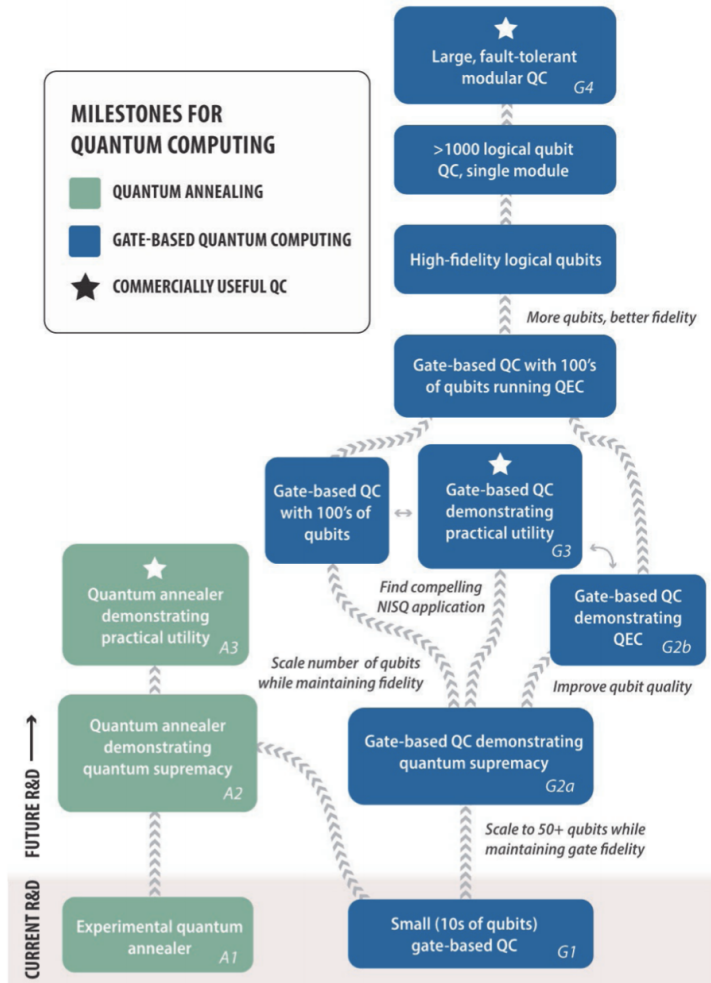 MILESTONES FOR
QUANTUM COMPUTING
QUANTUM ANNEALING
GATE-BASED QUANTUM COMPUTING
COMMERCIALLY USEFUL QC
Large, fault-tolerant
modular QC
G4
>1000 logical qubit
QC, single module
High-fidelity logical qubits
More qubits, better fidelity
Gate-based QC with 100's
of qubits running QEC
Gate-based QC
with 100's of
qubits
Gate-based QC
demonstrating
practical utility
G3
Find compelling
NISQ application
Gate-based QC
demonstrating
QEC
G2b
Quantum annealer
demonstrating
practical utility
A3
Scale number of qubits
while maintaining fidelity
Improve qubit quality
Quantum annealer
demonstrating
quantum supremacy
A2
Gate-based QC demonstrating
quantum supremacy
G2a
Scale to 50+ qubits while
maintaining gate fidelity
FUTURE R&D
CURRENT R&D
Experimental quantum
annealer
A1
Small (10s of qubits)
gate-based QC
G1